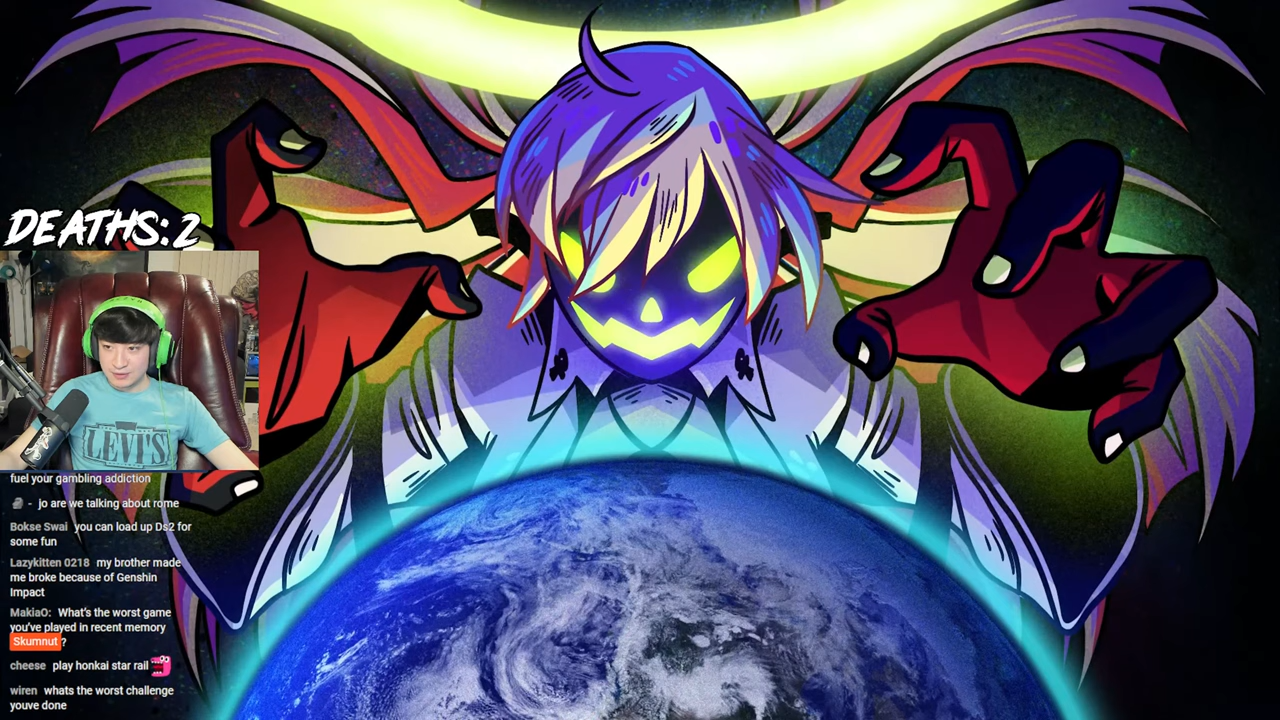 DEATHS: 2
LEVI'S
fuel your gambling addiction
- jo are we talking about rome
Bokse Swai you can load up Ds2 for
some fun
Lazykitten 0218 my brother made
me broke because of Genshin
Impact
MakiaO: What's the worst game
you've played in recent memory
Skumnut ?
cheese play honkai star rail
wiren whats the worst challenge
youve done